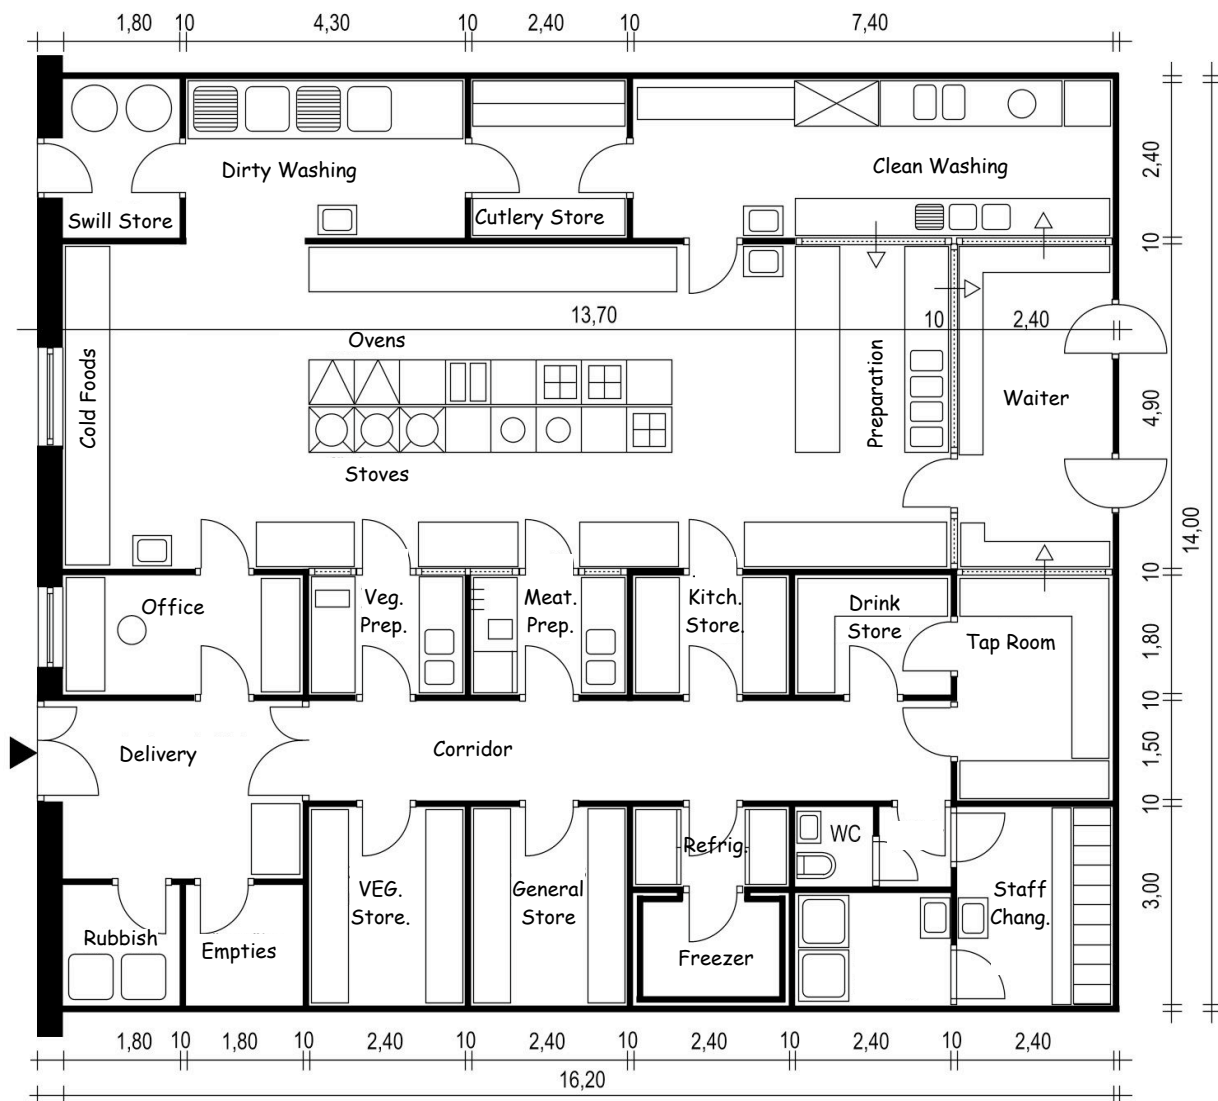 1,80 10 4,30 10 2,40 10 7,40
Dirty Washing
Clean Washing
2,40
Swill Store
Cutlery Store
10
13,70
10
2,40
Ovens
Cold Foods
Preparation
Waiter
4,90
Stoves
14,00
10
Office
Veg.
Prep.
Meat.
Prep.
Kitch.
Store.
Drink
Store
Tap Room
1,80
10
Delivery
Corridor
1,50
10
Refrig.
WC
VEG.
Store.
General
Store
Staff
Chang.
3,00
Rubbish
Empties
Freezer
1,80 10 1,80 10 2,40 10 2,40 10 2,40 10 2,40 10 2,40
16,20